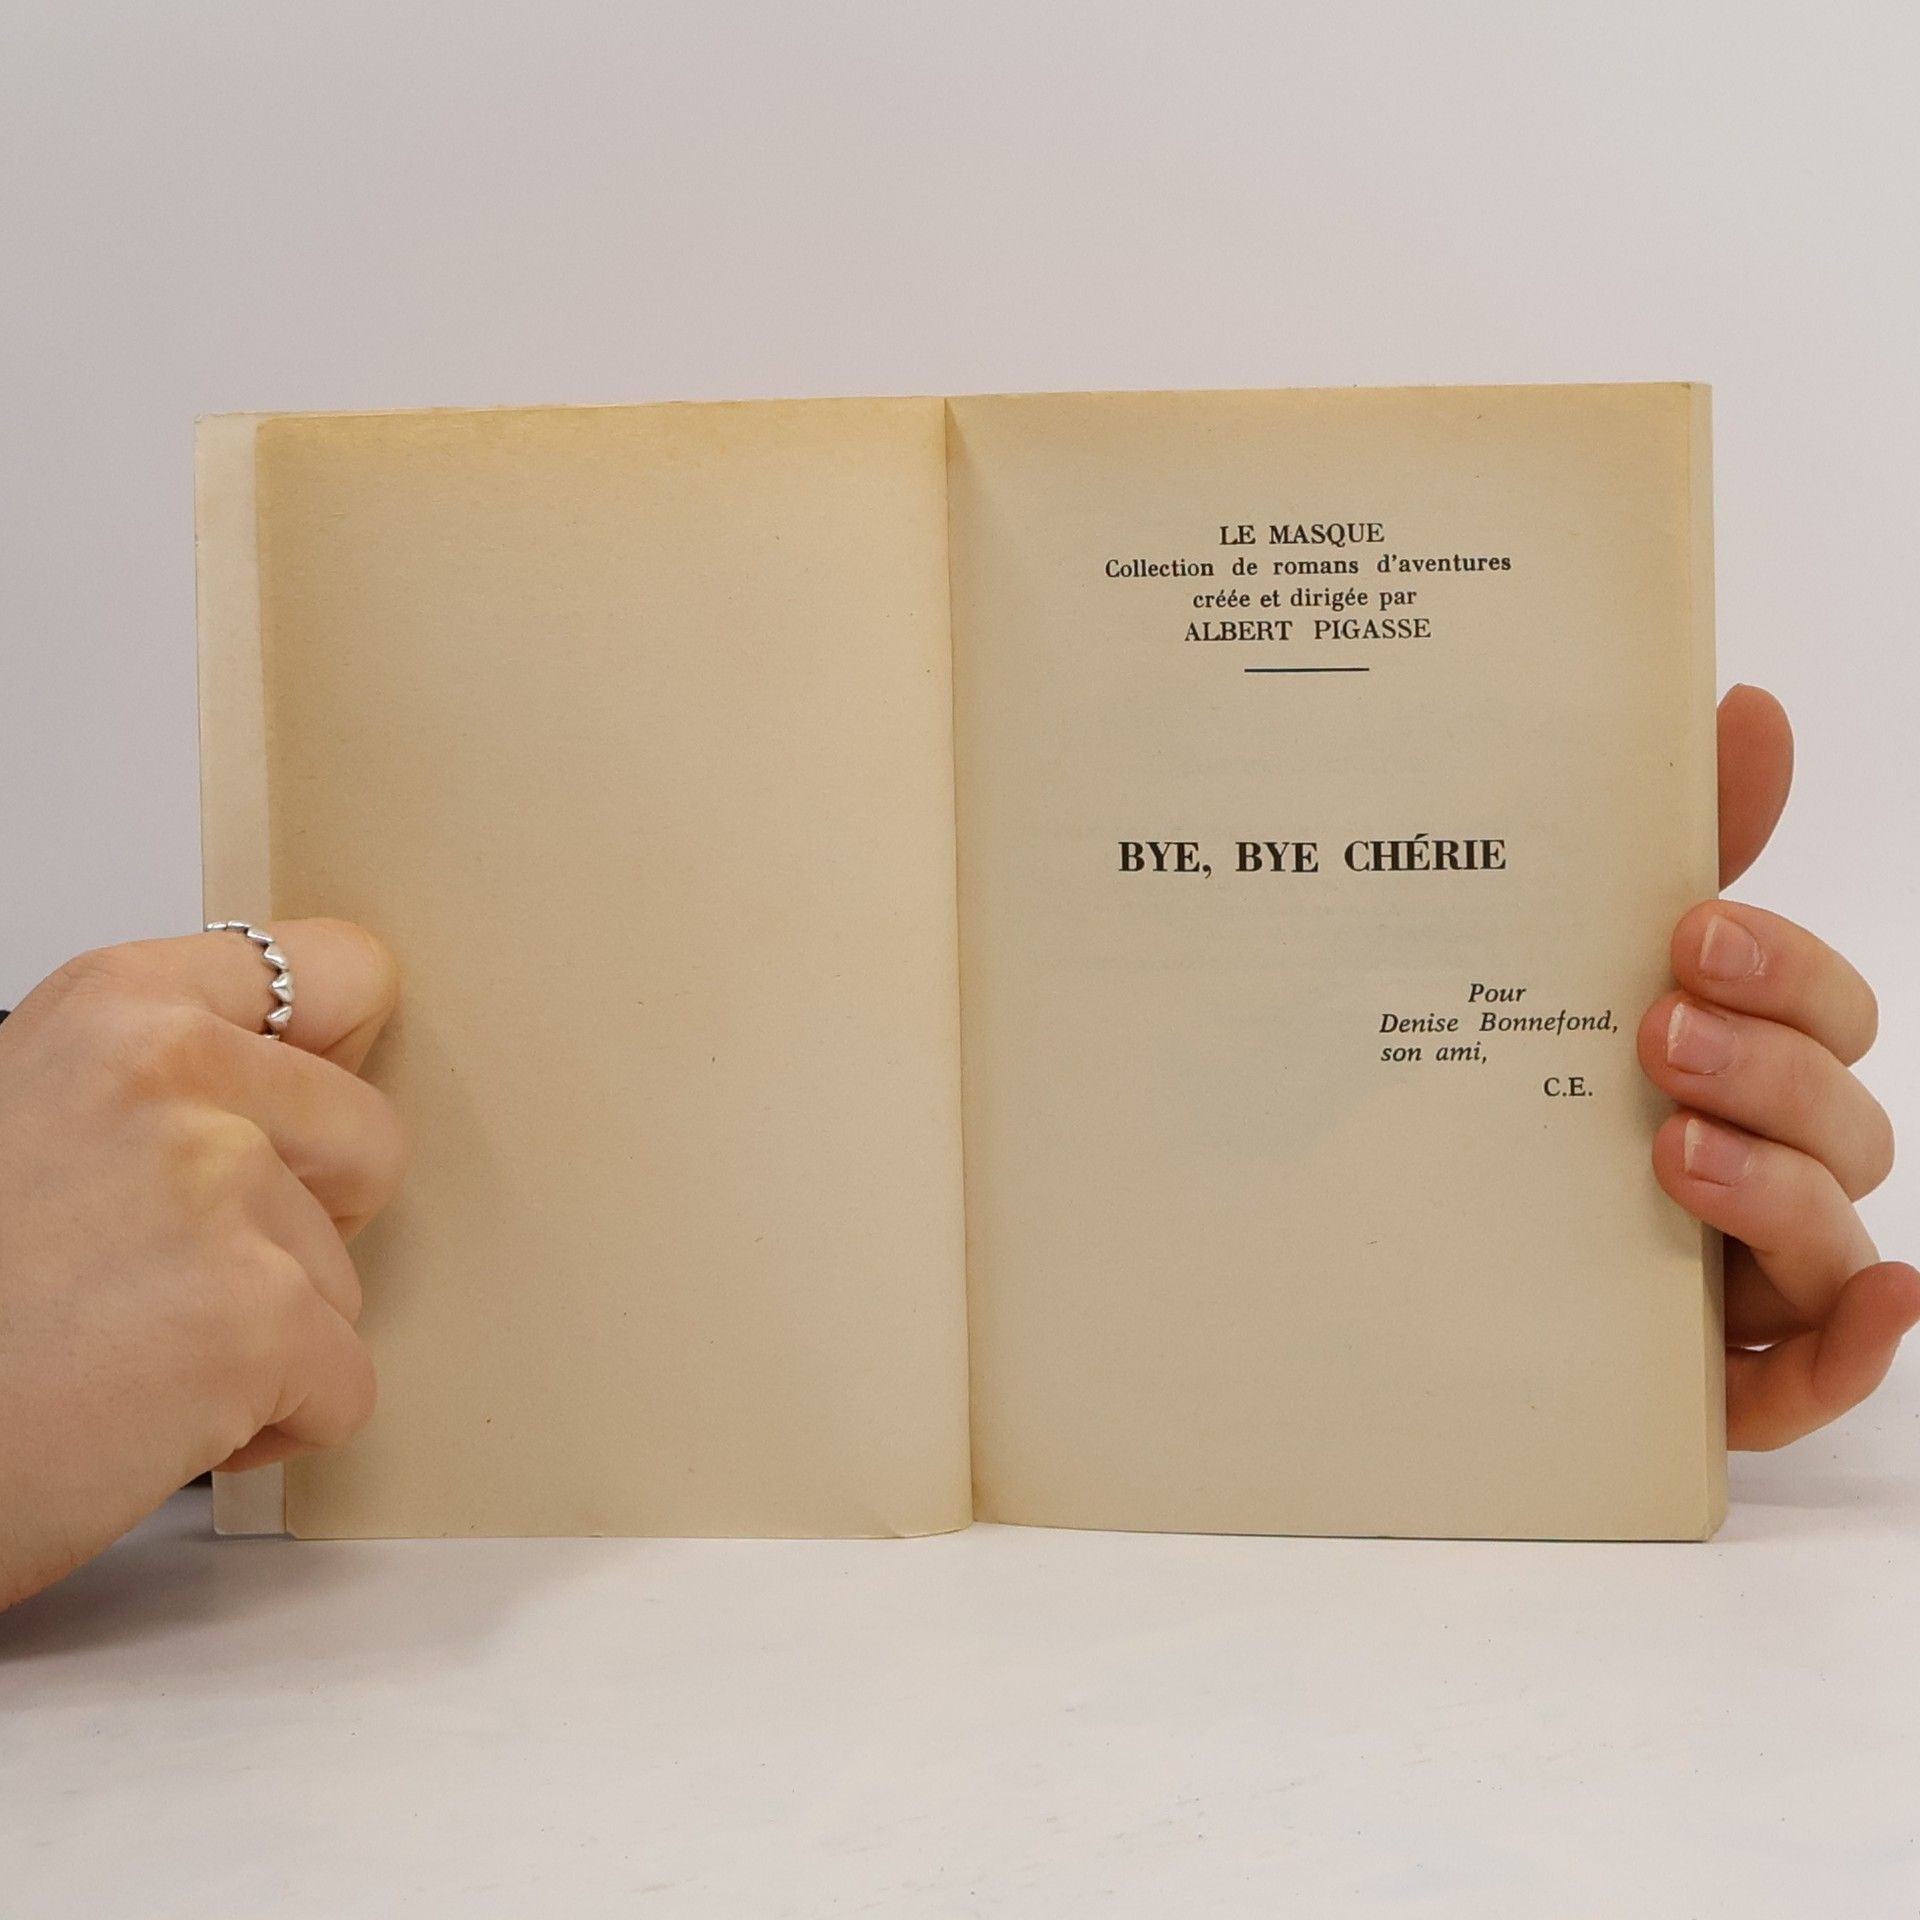 LE MASQUE
Collection de romans d'aventures
créée et dirigée par
ALBERT PIGASSE
BYE, BYE CHÉRIE
Pour
Denise Bonnefond,
son ami,
C.E.